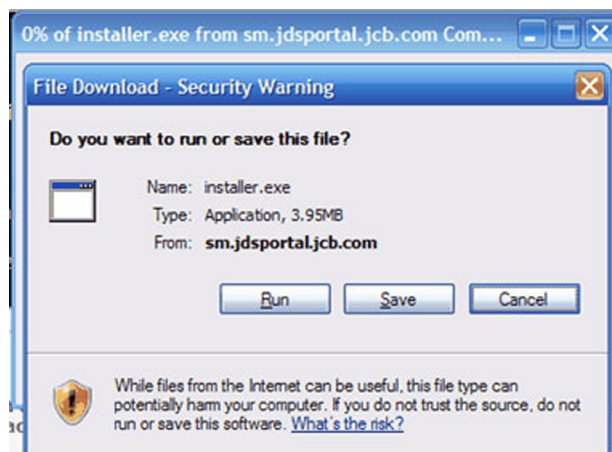 0% of installer.exe from sm.jdsportal.jcb.com Com...
File Download - Security Warning
Do you want to run or save this file?
Name: installer.exe
Type: Application, 3.95MB
From: sm.jdsportal.jcb.com
Run Save Cancel
While files from the Internet can be useful, this file type can
potentially harm your computer. If you do not trust the source, do not
run or save this software. What's the risk?